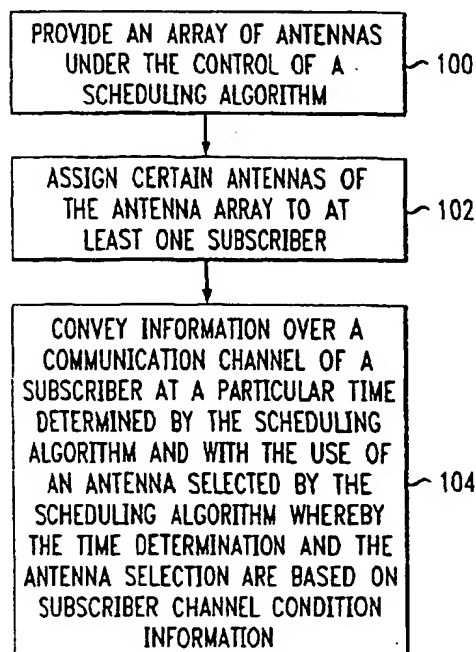 PROVIDE AN ARRAY OF ANTENNAS
UNDER THE CONTROL OF A
SCHEDULING ALGORITHM
100
ASSIGN CERTAIN ANTENNAS OF
THE ANTENNA ARRAY TO AT
LEAST ONE SUBSCRIBER
102
CONVEY INFORMATION OVER A
COMMUNICATION CHANNEL OF A
SUBSCRIBER AT A PARTICULAR TIME
DETERMINED BY THE SCHEDULING
ALGORITHM AND WITH THE USE OF
AN ANTENNA SELECTED BY THE
SCHEDULING ALGORITHM WHEREBY
THE TIME DETERMINATION AND THE
ANTENNA SELECTION ARE BASED ON
SUBSCRIBER CHANNEL CONDITION
INFORMATION
104